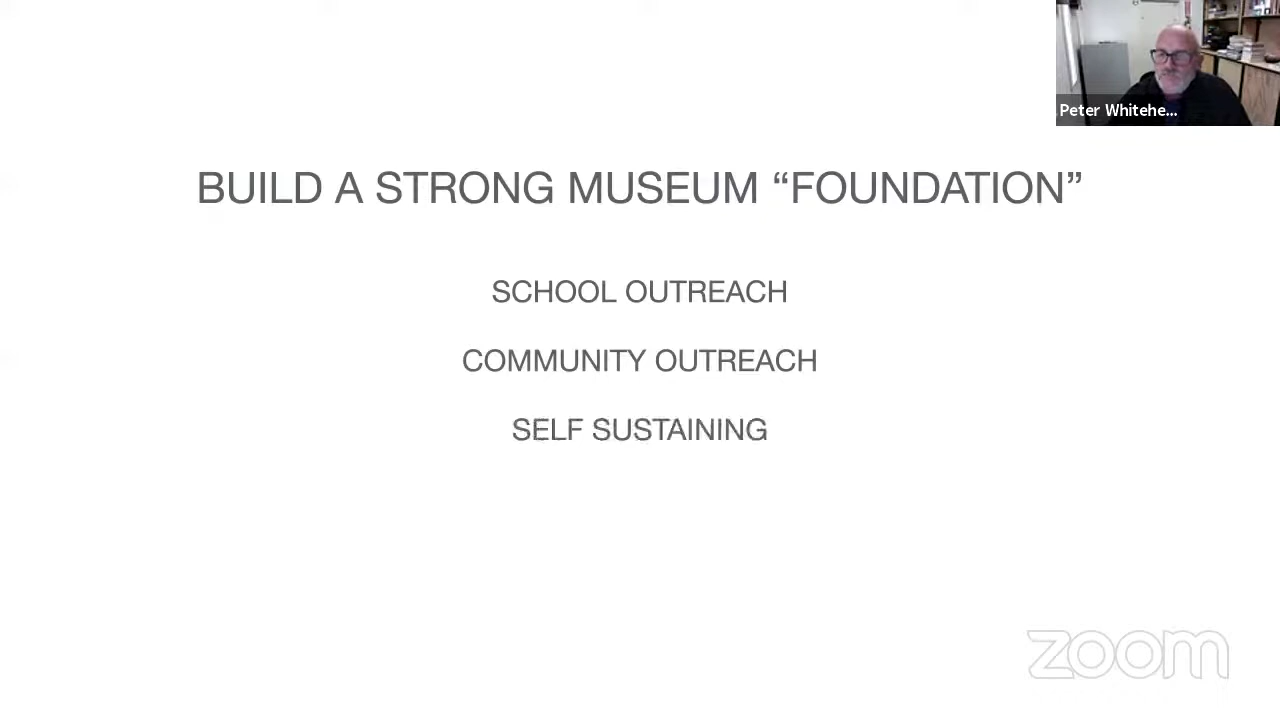 Peter Whitehe...
BUILD A STRONG MUSEUM “FOUNDATION”
SCHOOL OUTREACH
COMMUNITY OUTREACH
SELF SUSTAINING
zoom